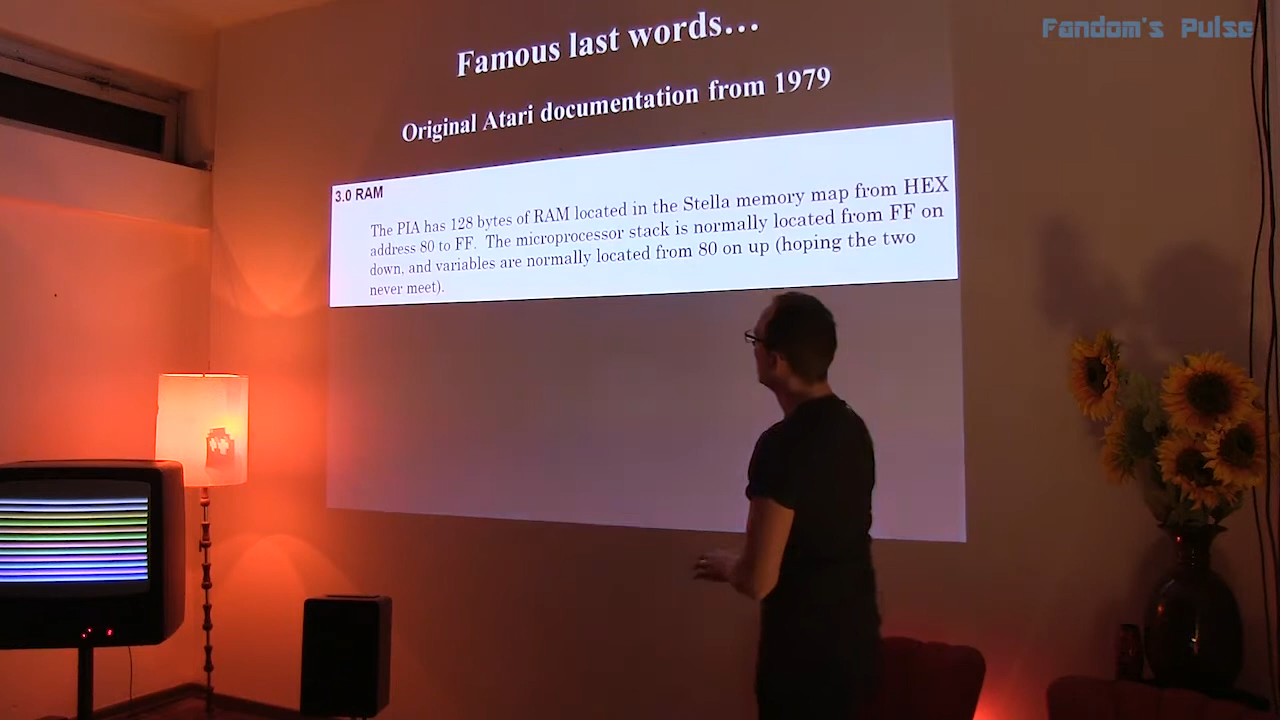 Fandom's Pulse
Famous last words...
Original Atari documentation from 1979
3.0 RAM
The PIA has 128 bytes of RAM located in the Stella memory map from HEX
address 80 to FF. The microprocessor stack is normally located from FF on
down, and variables are normally located from 80 on up (hoping the two
never meet).